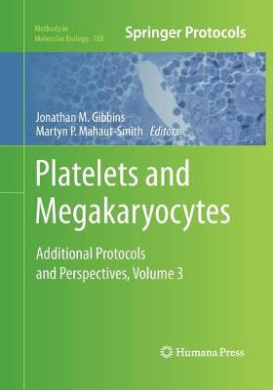 Methods in
Molecular Biology 788
Springer Protocols
Jonathan M. Gibbins
Martyn P. Mahaut-Smith Editors
Platelets and
Megakaryocytes
Additional Protocols
and Perspectives, Volume 3
Humana Press